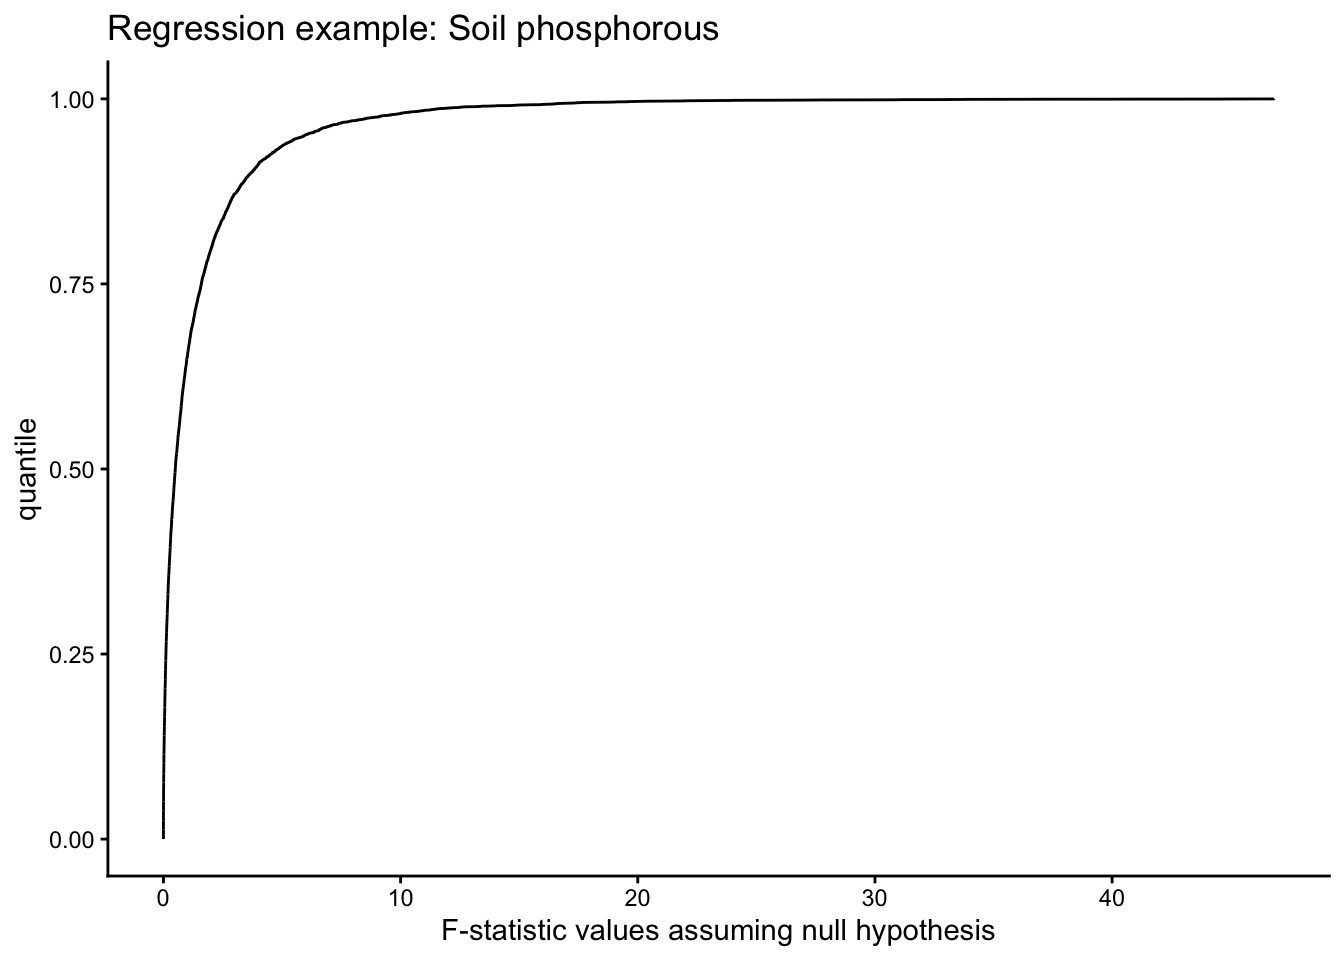 Regression example: Soil phosphorous
1.00
0.75
0.50
0.25
0.00
quantile
0 10 20 30 40
F-statistic values assuming null hypothesis